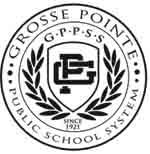 GROSSE POINTE
G·P·P·S·S
GP
SINCE
1921
PUBLIC SCHOOL SYSTEM